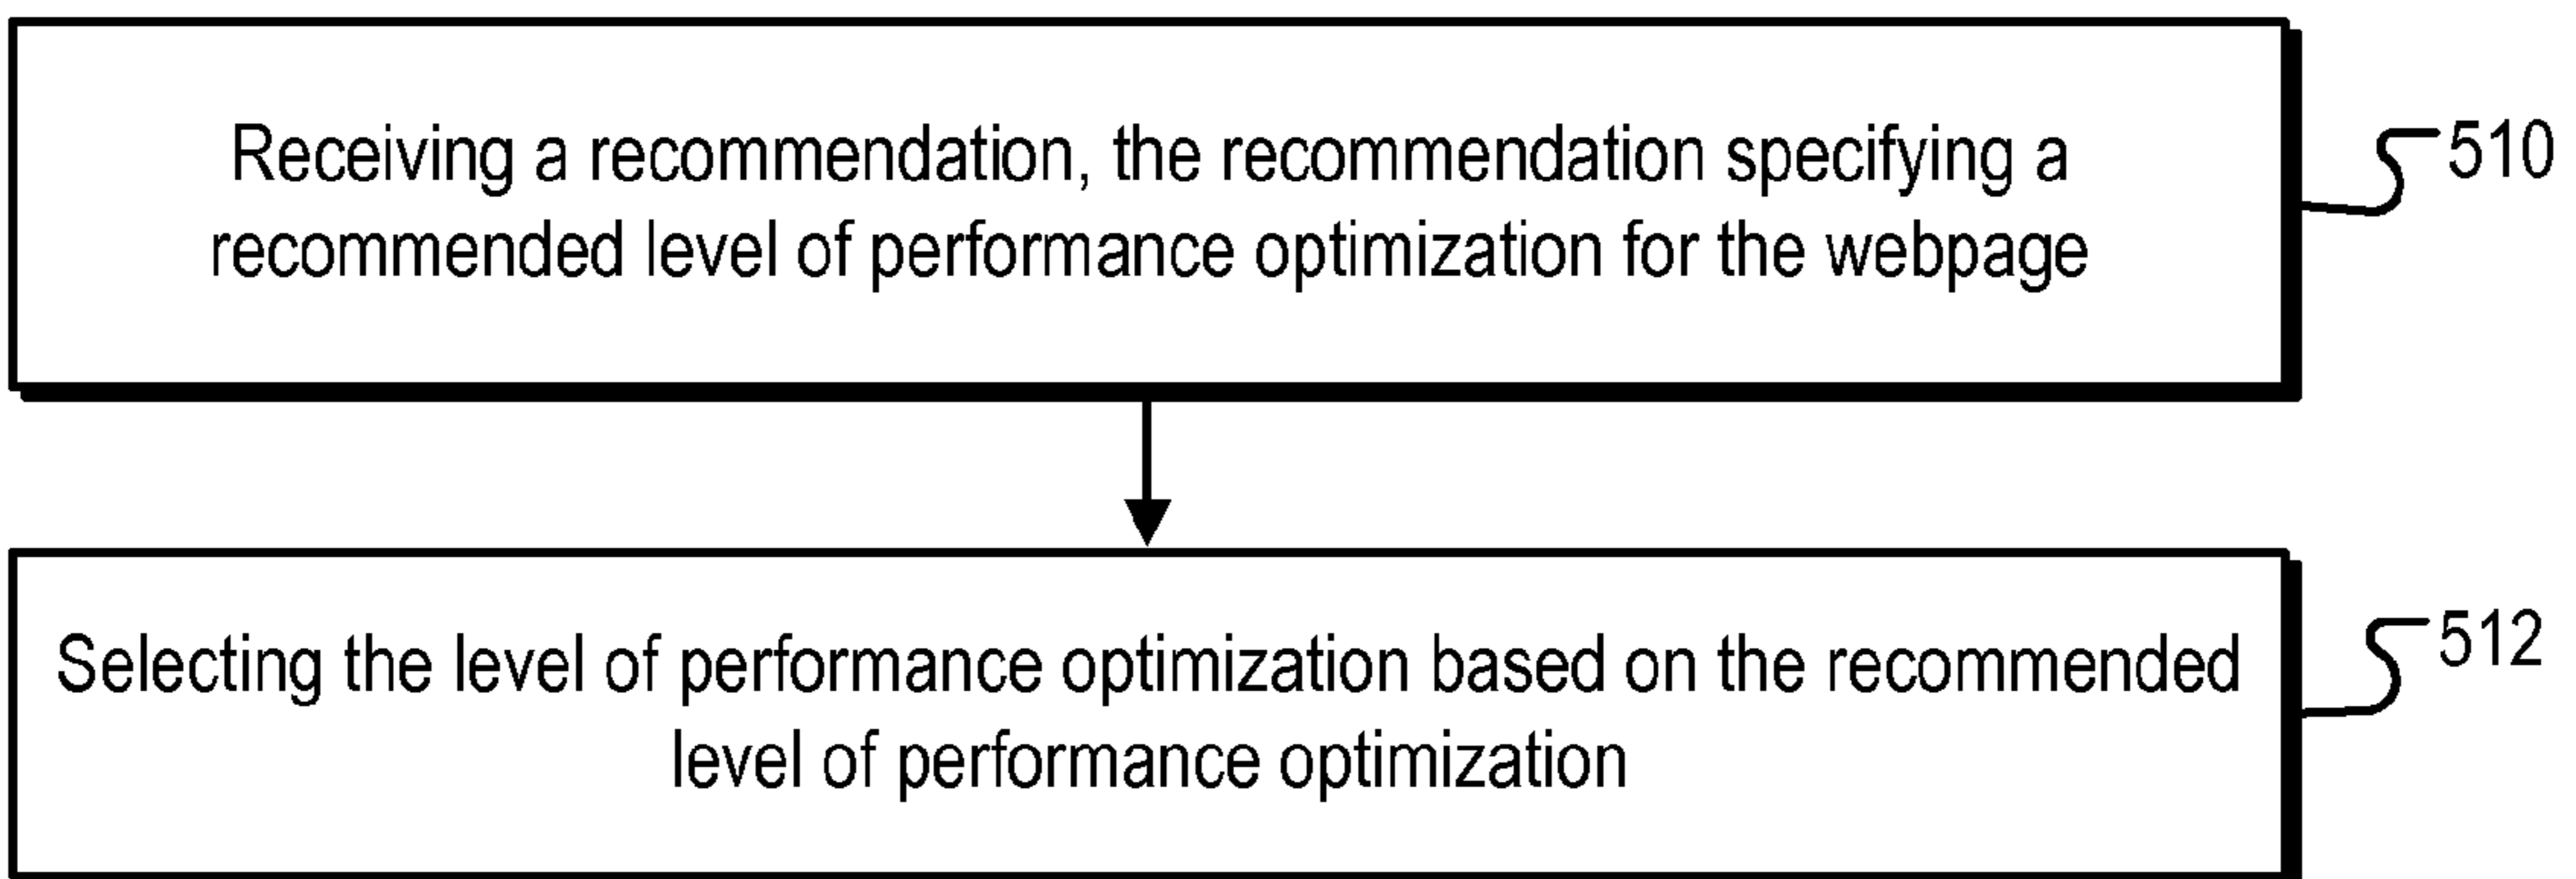 Receiving a recommendation, the recommendation specifying a
recommended level of performance optimization for the webpage
510
Selecting the level of performance optimization based on the recommended
level of performance optimization
512